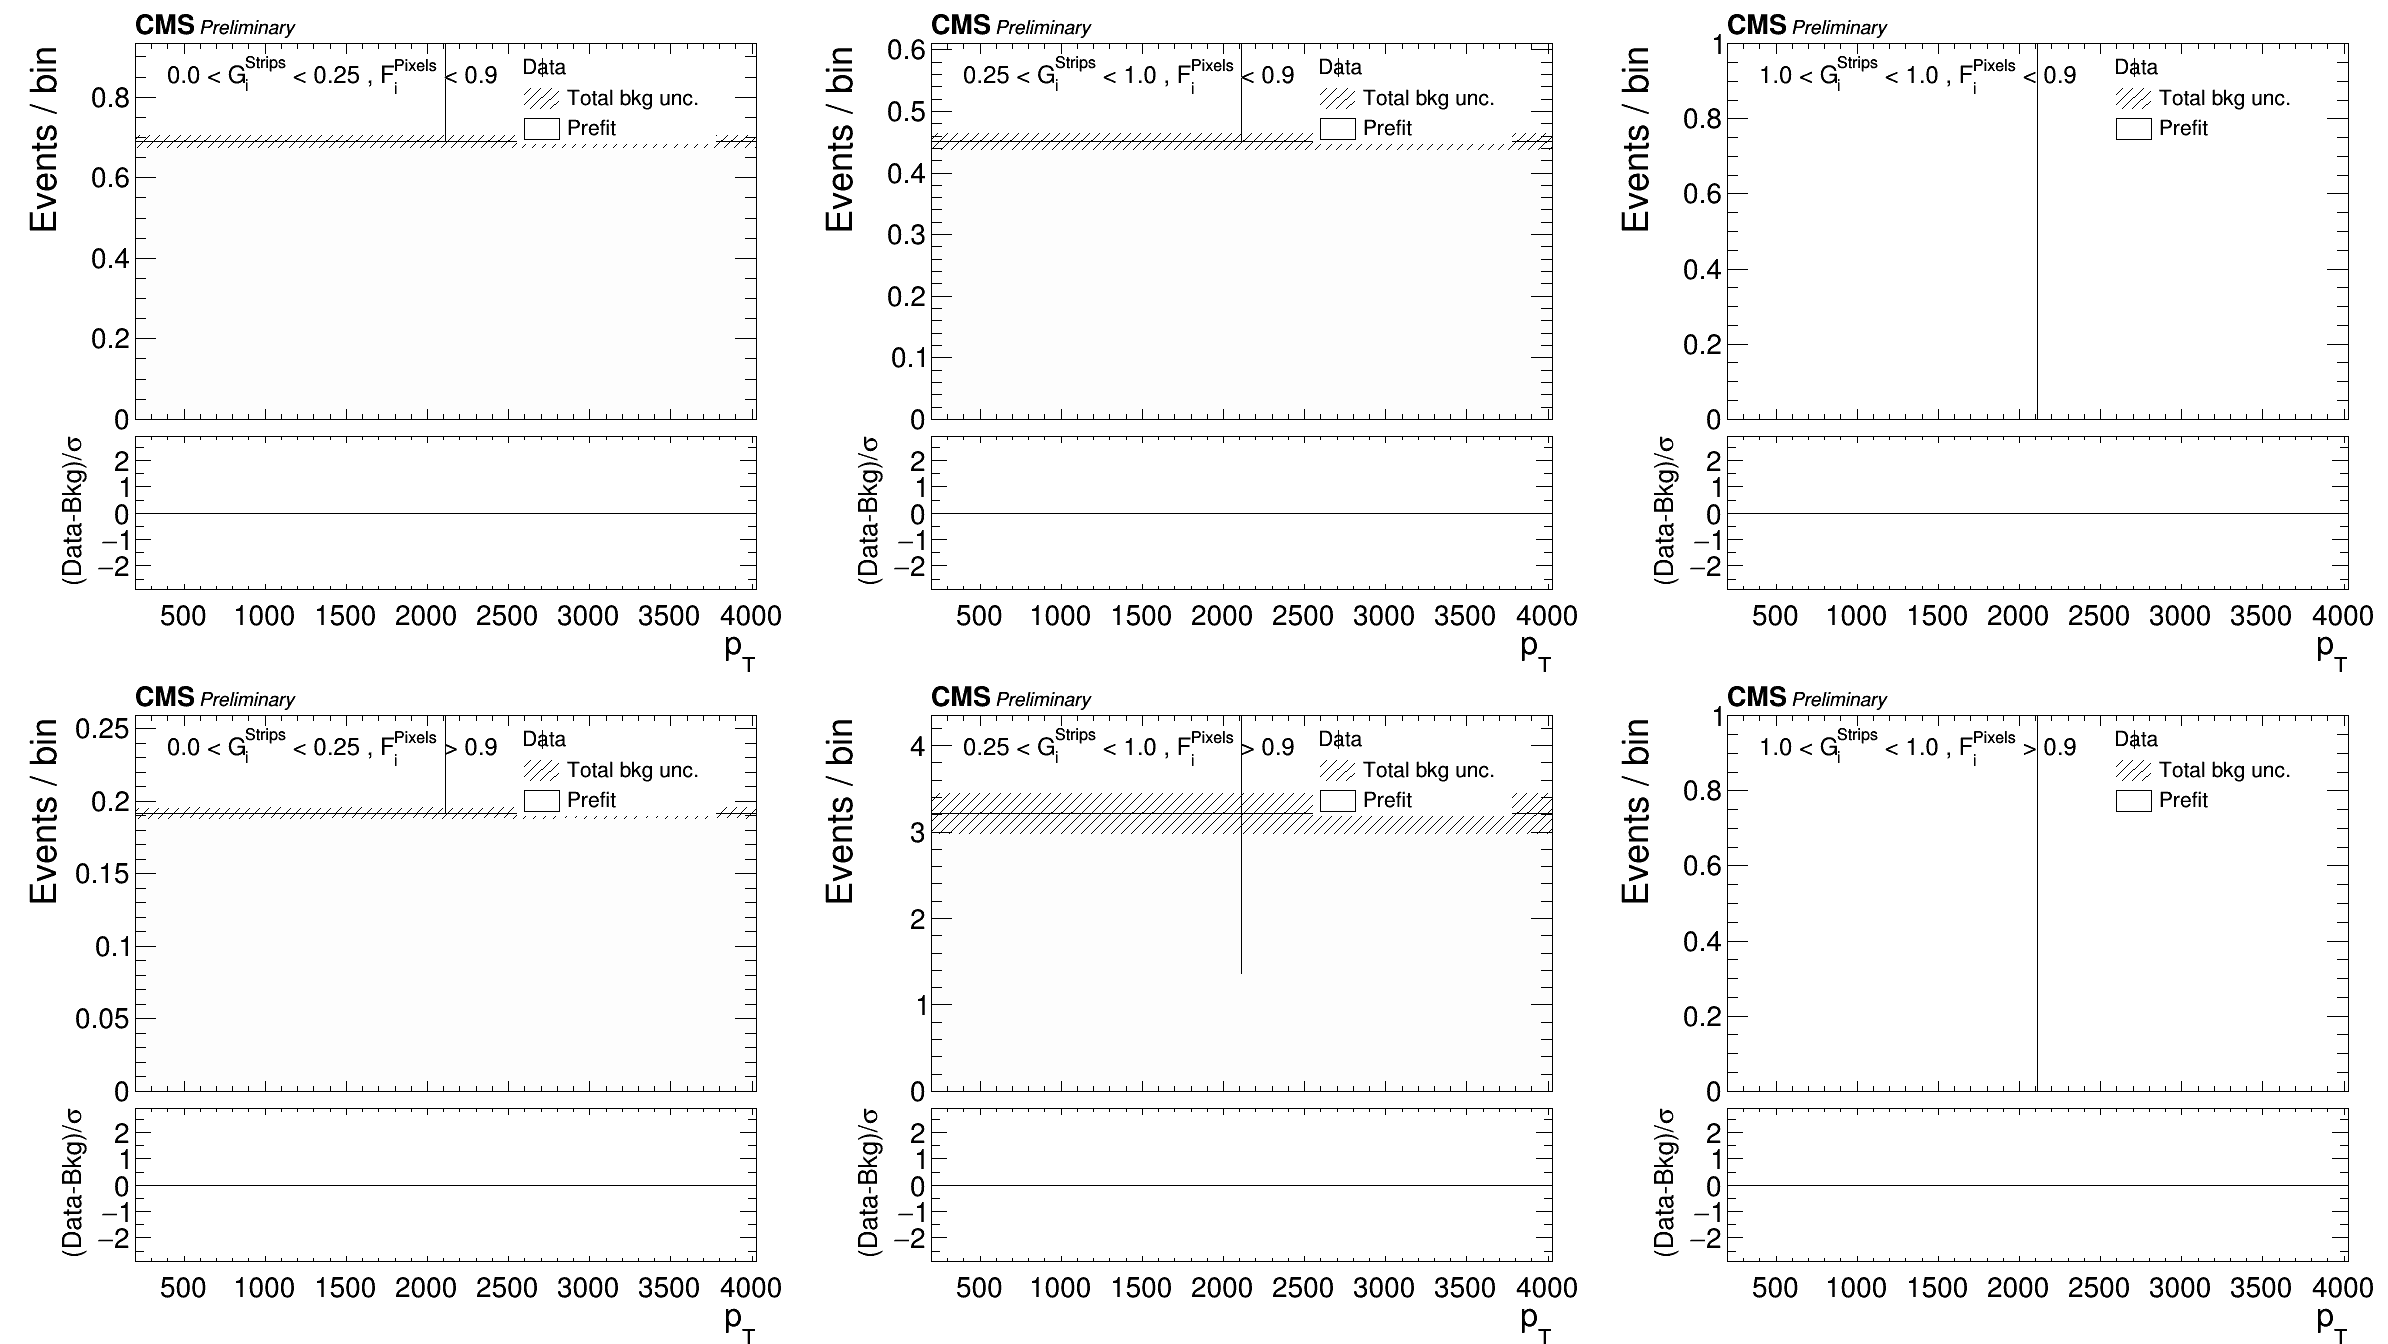 CMS Preliminary
Events / bin
0.0 < G_i^Strips < 0.25 , F_i^Pixels < 0.9
Data
Total bkg unc.
Prefit
0.8
0.6
0.4
0.2
0
(Data-Bkg)/σ
2
1
0
−1
−2
500 1000 1500 2000 2500 3000 3500 4000
p_T
CMS Preliminary
Events / bin
0.25 < G_i^Strips < 1.0 , F_i^Pixels < 0.9
Data
Total bkg unc.
Prefit
0.6
0.5
0.4
0.3
0.2
0.1
0
(Data-Bkg)/σ
2
1
0
−1
−2
500 1000 1500 2000 2500 3000 3500 4000
p_T
CMS Preliminary
Events / bin
1.0 < G_i^Strips < 1.0 , F_i^Pixels < 0.9
Data
Total bkg unc.
Prefit
1
0.8
0.6
0.4
0.2
0
(Data-Bkg)/σ
2
1
0
−1
−2
500 1000 1500 2000 2500 3000 3500 4000
p_T
CMS Preliminary
Events / bin
0.0 < G_i^Strips < 0.25 , F_i^Pixels > 0.9
Data
Total bkg unc.
Prefit
0.25
0.2
0.15
0.1
0.05
0
(Data-Bkg)/σ
2
1
0
−1
−2
500 1000 1500 2000 2500 3000 3500 4000
p_T
CMS Preliminary
Events / bin
0.25 < G_i^Strips < 1.0 , F_i^Pixels > 0.9
Data
Total bkg unc.
Prefit
4
3
2
1
0
(Data-Bkg)/σ
2
1
0
−1
−2
500 1000 1500 2000 2500 3000 3500 4000
p_T
CMS Preliminary
Events / bin
1.0 < G_i^Strips < 1.0 , F_i^Pixels > 0.9
Data
Total bkg unc.
Prefit
1
0.8
0.6
0.4
0.2
0
(Data-Bkg)/σ
2
1
0
−1
−2
500 1000 1500 2000 2500 3000 3500 4000
p_T